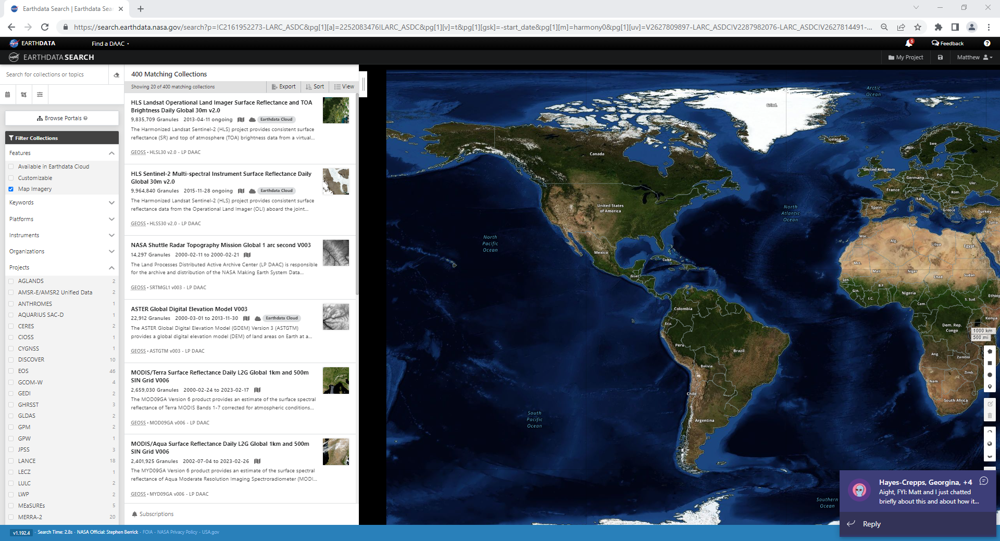 Earthdata Search | Earthdata Sea
https://search.earthdata.nasa.gov/search?p=!C2161952273-LARC_ASDC&pg[1][a]=2252083476!LARC_ASDC&pg[1][v]=t&pg[1][gsk]=-start_date&pg[1][m]=harmony0&pg[1][uv]=V2627809897-LARC_ASDC!V2287982076-LARC_ASDC!V2627814491-...
EARTHDATA
Find a DAAC
6
Feedback
EARTHDATA SEARCH
My Project
Matthew
Search for collections or topics
Browse Portals
Filter Collections
Features
Available in Earthdata Cloud
Customizable
Map Imagery
Keywords
Platforms
Instruments
Organizations
Projects
AGLANDS 2
AMSR-E/AMSR2 Unified Data 2
ANTHROMES 1
AQUARIUS SAC-D 1
CERES 2
CIOSS 1
CYGNSS 1
DISCOVER 10
EOS 46
GCOM-W 4
GEDI 2
GHRSST 3
GLDAS 2
GPM 2
GPW 1
JPSS 3
LANCE 18
LECZ 1
LULC 2
LWP 2
MEaSUREs 5
MERRA-2 20
400 Matching Collections
Showing 20 of 400 matching collections
Export
Sort
View
HLS Landsat Operational Land Imager Surface Reflectance and TOA
Brightness Daily Global 30m v2.0
9,835,709 Granules 2013-04-11 ongoing Earthdata Cloud
The Harmonized Landsat Sentinel-2 (HLS) project provides consistent surface
reflectance (SR) and top of atmosphere (TOA) brightness data from a virtual...
GEOSS • HLSL30 v2.0 - LP DAAC
HLS Sentinel-2 Multi-spectral Instrument Surface Reflectance Daily
Global 30m v2.0
9,964,840 Granules 2015-11-28 ongoing Earthdata Cloud
The Harmonized Landsat Sentinel-2 (HLS) project provides consistent surface
reflectance data from the Operational Land Imager (OLI) aboard the joint...
GEOSS • HLSS30 v2.0 - LP DAAC
NASA Shuttle Radar Topography Mission Global 1 arc second V003
14,297 Granules 2000-02-11 to 2000-02-21
The Land Processes Distributed Active Archive Center (LP DAAC) is responsible
for the archive and distribution of the NASA Making Earth System Data...
GEOSS • SRTMGL1 v003 - LP DAAC
ASTER Global Digital Elevation Model V003
22,912 Granules 2000-03-01 to 2013-11-30 Earthdata Cloud
The ASTER Global Digital Elevation Model (GDEM) Version 3 (ASTGTM)
provides a global digital elevation model (DEM) of land areas on Earth at a...
GEOSS • ASTGTM v003 - LP DAAC
MODIS/Terra Surface Reflectance Daily L2G Global 1km and 500m
SIN Grid V006
2,659,030 Granules 2000-02-24 to 2023-02-17
The MOD09GA Version 6 product provides an estimate of the surface spectral
reflectance of Terra MODIS Bands 1-7 corrected for atmospheric conditions...
GEOSS • MOD09GA v006 - LP DAAC
MODIS/Aqua Surface Reflectance Daily L2G Global 1km and 500m
SIN Grid V006
2,401,925 Granules 2002-07-04 to 2023-02-26
The MYD09GA Version 6 product provides an estimate of the surface spectral
reflectance of Aqua Moderate Resolution Imaging Spectroradiometer (MODI...
GEOSS • MYD09GA v006 - LP DAAC
Subscriptions
Arctic
Ocean
Grlnd.
Iceland
Canada
Nor.
Swe.
Fin.
United Kingdom
Germany
Pol.
Ukr.
France
Rom.
Italy
Spain
Greece
Turkey
Syria
United States
of America
North
Atlantic
Ocean
North
Pacific
Ocean
Mexico
Cuba
Guat.
Mor.
Alg.
Tun.
Libya
Egypt
Mrt.
Mali
Niger
Chad
Sudan
Sen.
Gin.
B.F.
I.C.
Nigeria
Cam.
S. Sud.
Ethiop
Kenya
Dem. Rep.
Congo
Colombia
Ecu.
Peru
Brazil
Bolivia
Chile
Argentina
Ang.
Zambia
Zimb.
Nam.
South Africa
South
Pacific
Ocean
Southern
Ocean
1000 km
500 mi
Hayes-Crepps, Georgina, +4
Aight, FYI: Matt and I just chatted
briefly about this and about how it...
Reply
v1.192.4 · Search Time: 2.8s · NASA Official: Stephen Berrick · FOIA · NASA Privacy Policy · USA.gov